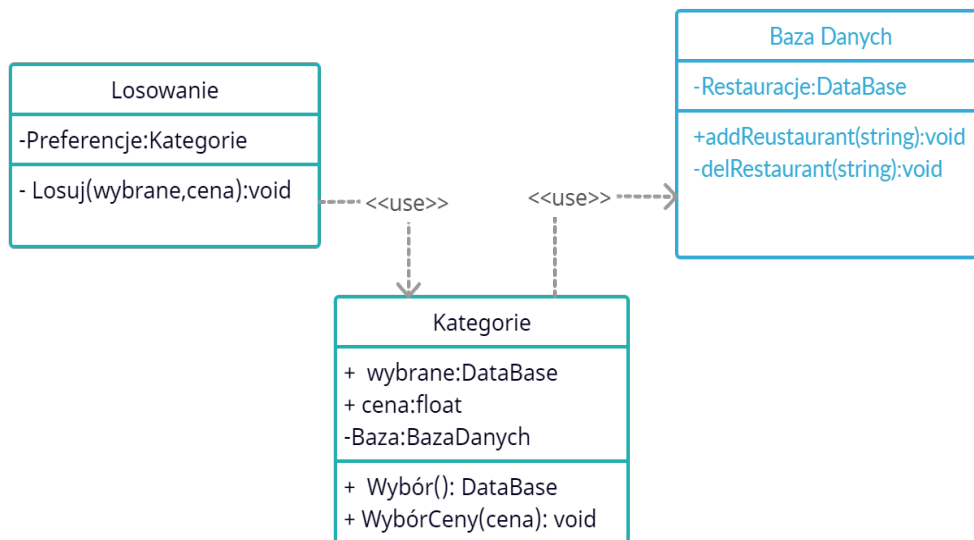 Losowanie
-Preferencje:Kategorie
- Losuj(wybrane,cena):void
<<use>>
<<use>>
Baza Danych
-Restauracje:DataBase
+addReustaurant(string):void
-delRestaurant(string):void
Kategorie
+ wybrane:DataBase
+ cena:float
-Baza:BazaDanych
+ Wybór(): DataBase
+ WybórCeny(cena): void